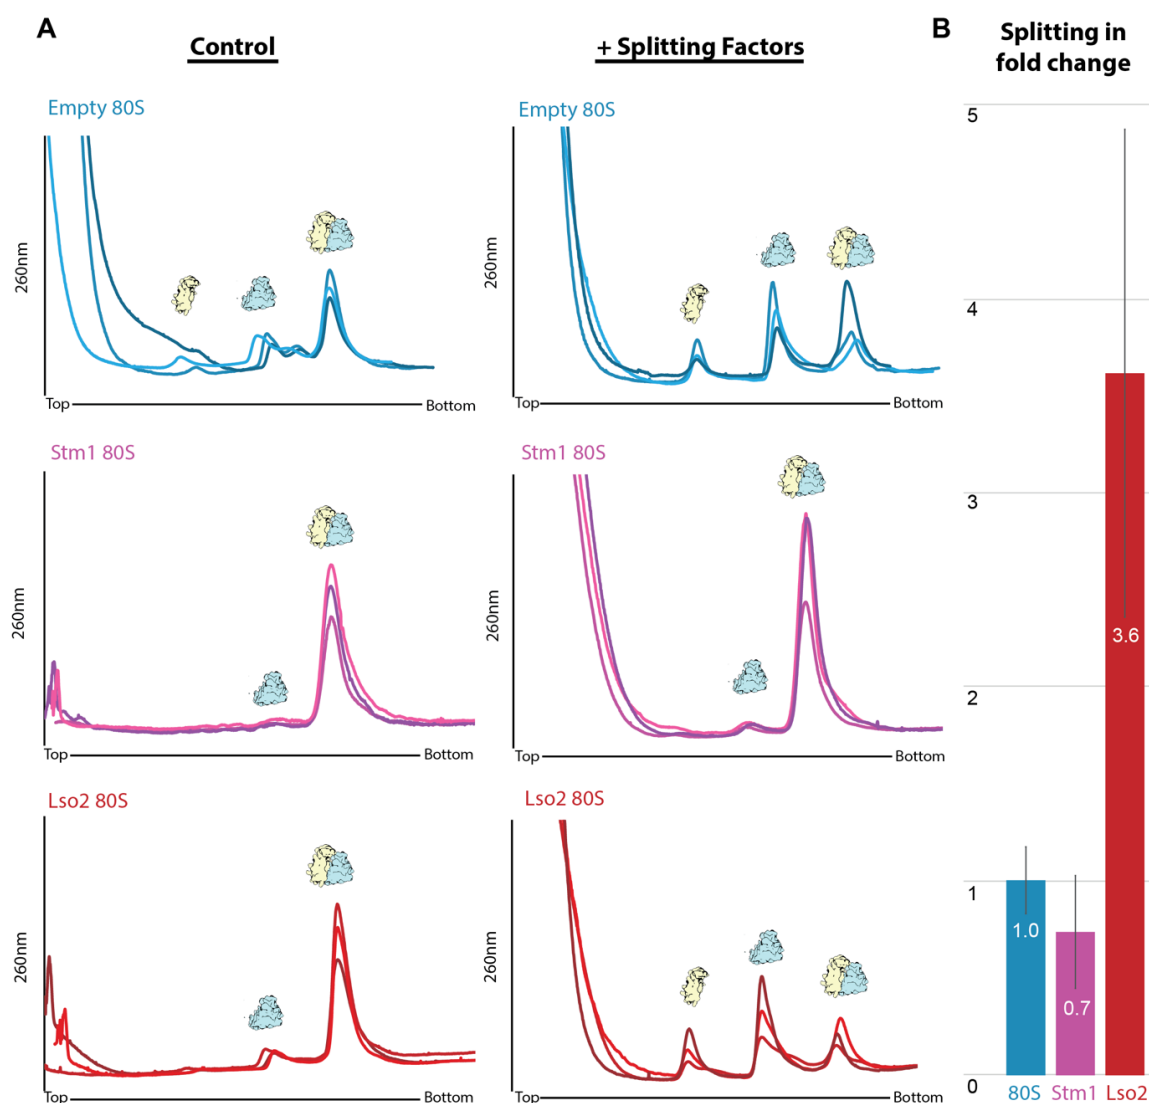 A
Control
+ Splitting Factors
B
Splitting in
fold change
Empty 80S
260nm
Top
Bottom
Empty 80S
260nm
Top
Bottom
Stm1 80S
260nm
Top
Bottom
Stm1 80S
260nm
Top
Bottom
Lso2 80S
260nm
Top
Bottom
Lso2 80S
260nm
Top
Bottom
5
4
3
2
1
0
1.0
0.7
3.6
80S
Stm1
Lso2